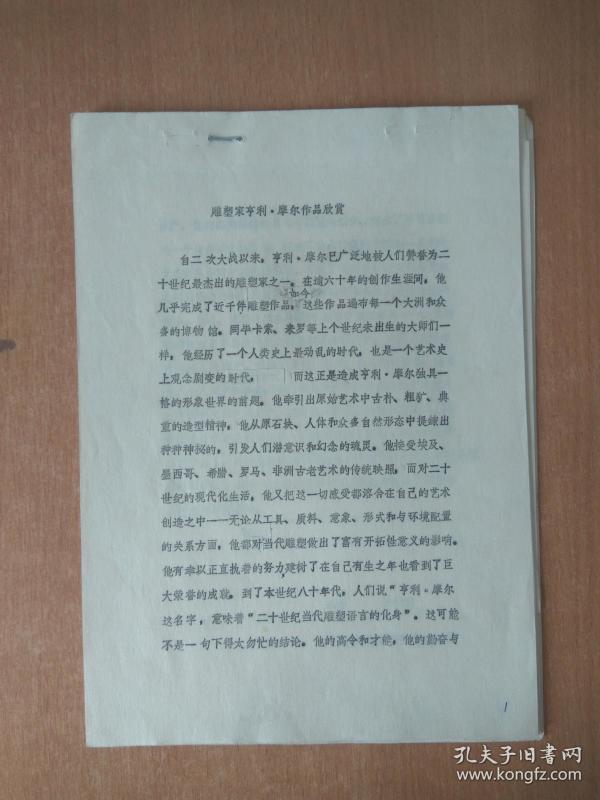 雕塑家亨利·摩尔作品欣赏
自二次大战以来，亨利·摩尔已广泛地被人们赞誉为二
十世纪最杰出的雕塑家之一。在这六十年的创作生涯间，他
如今
几乎完成了近千件雕塑作品，这些作品遍布每一个大洲和众
多的博物馆。同毕卡索、米罗等上个世纪末出生的大师们一
样，他经历了一个人类史上最动乱的时代，也是一个艺术史
上观念剧变的时代，而这正是造成亨利·摩尔独具一
格的形象世界的前题。他牵引出原始艺术中古朴、粗犷、典
重的造型精神，他从原石块、人体和众多自然形态中提练出
种种神秘的，引发人们潜意识和幻念的魂灵。他接受埃及、
墨西哥、希腊、罗马、非洲古老艺术的传统映照，面对二十
世纪的现代化生活，他又把这一切感受都溶合在自己的艺术
创造之中——无论从工具、质料、意象、形式和与环境配置
的关系方面，他都对当代雕塑做出了富有开拓性意义的影响。
他有幸以正直执着的努力，建树了在自己有生之年也看到了巨
大荣誉的成就。到了本世纪八十年代，人们说“亨利·摩尔
这名字，意味着“二十世纪当代雕塑语言的化身”。这可能
不是一句下得太匆忙的结论。他的高令和才能，他的勤奋与
1
孔夫子旧书网
www.kongfz.com